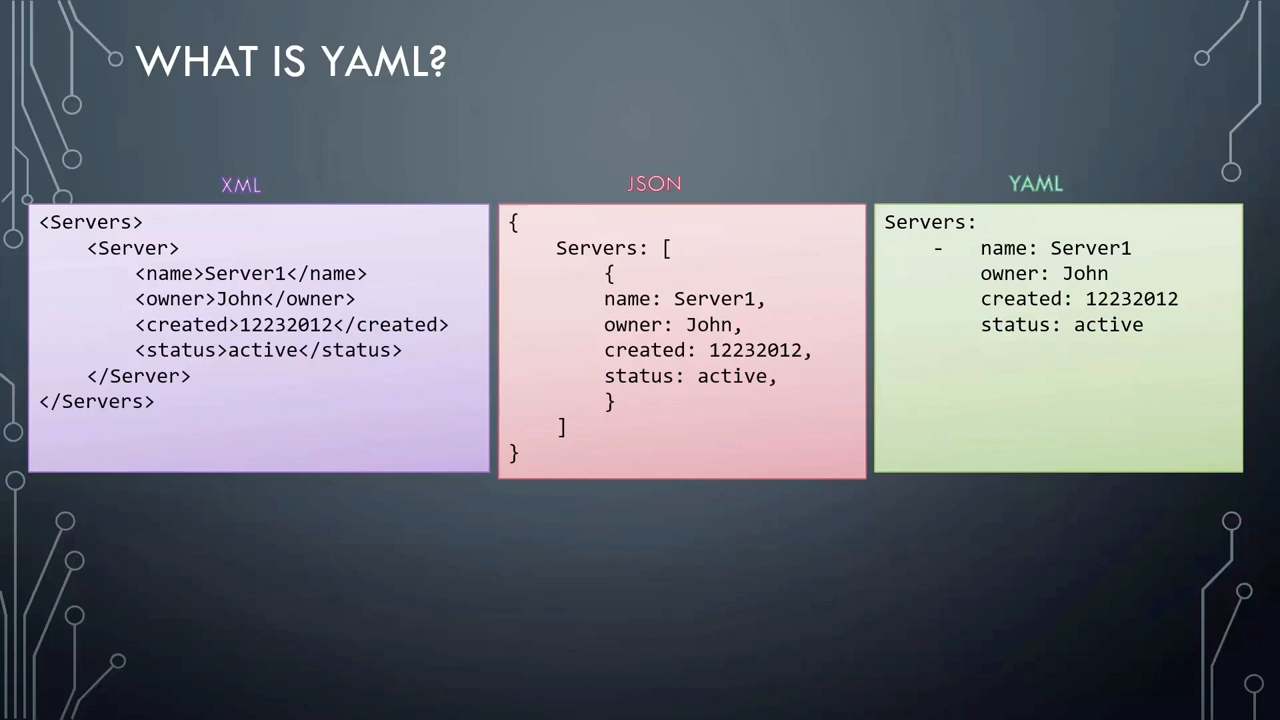 WHAT IS YAML?
XML
<Servers>
    <Server>
        <name>Server1</name>
        <owner>John</owner>
        <created>12232012</created>
        <status>active</status>
    </Server>
</Servers>
JSON
{
    Servers: [
        {
        name: Server1,
        owner: John,
        created: 12232012,
        status: active,
        }
    ]
}
YAML
Servers:
    -   name: Server1
        owner: John
        created: 12232012
        status: active